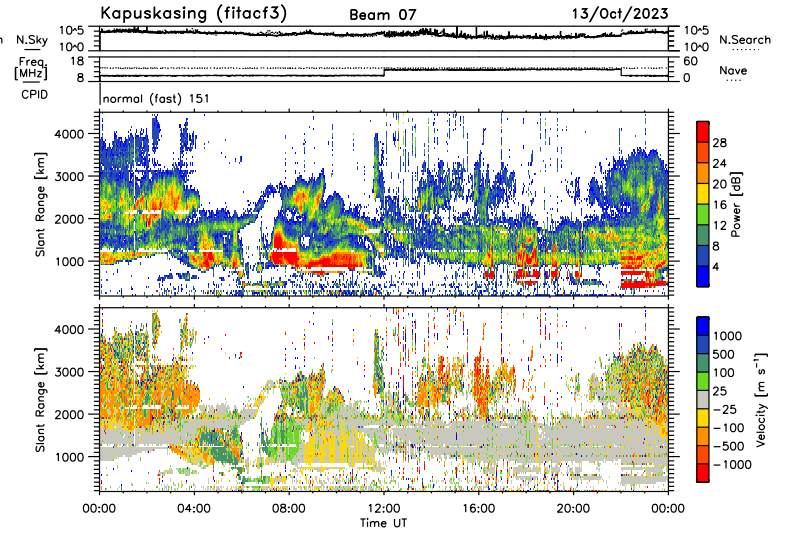 Kapuskasing (fitacf3) Beam 07 13/Oct/2023
N.Sky 10^5 10^5 N.Search
10^0 10^0
Freq. 18 60
[MHz] 8 0 Nave
CPID normal (fast) 151
Slant Range [km] 4000 3000 2000 1000
28 24 20 16 12 8 4 Power [dB]
Slant Range [km] 4000 3000 2000 1000
1000 500 100 25 -25 -100 -500 -1000 Velocity [m s⁻¹]
00:00 04:00 08:00 12:00 16:00 20:00 00:00
Time UT